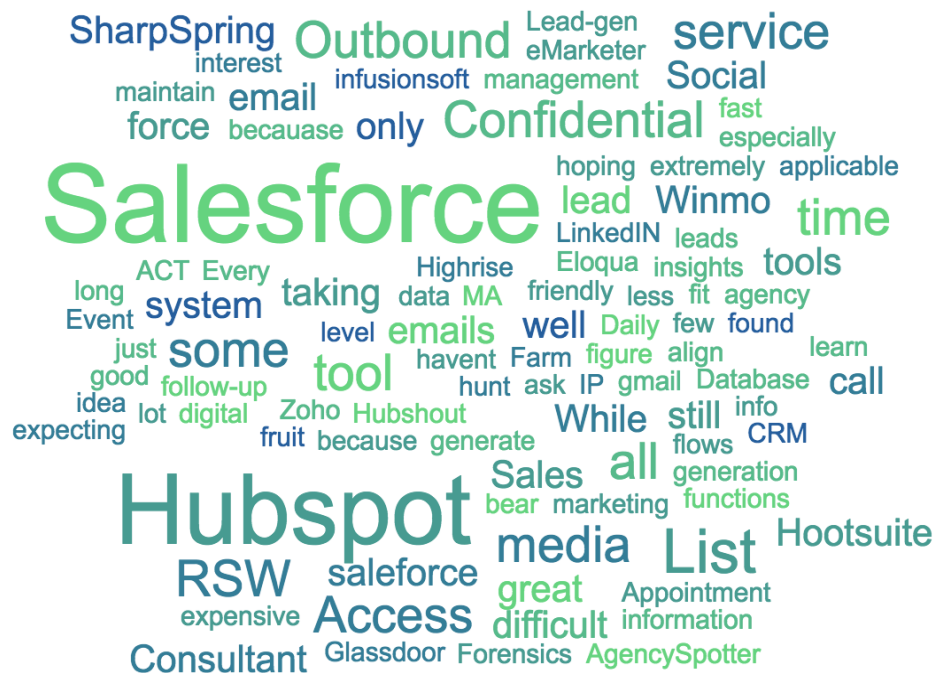 SharpSpring Outbound Lead-gen service
eMarketer
interest infusionsoft management Social
maintain email
force becauase only Confidential fast
especially
hoping extremely applicable
Salesforce lead Winmo time
LinkedIN leads
ACT Every Highrise Eloqua insights tools
long system taking data MA friendly less fit agency
Event level emails well Daily few found
just some havent Farm figure align learn
good follow-up tool hunt ask IP gmail Database call
idea lot digital Zoho Hubshout While still info
expecting fruit because generate flows CRM
Sales all generation
Hubspot bear marketing functions
media List Hootsuite
RSW saleforce great Appointment
expensive Access difficult information
Consultant Glassdoor Forensics AgencySpotter